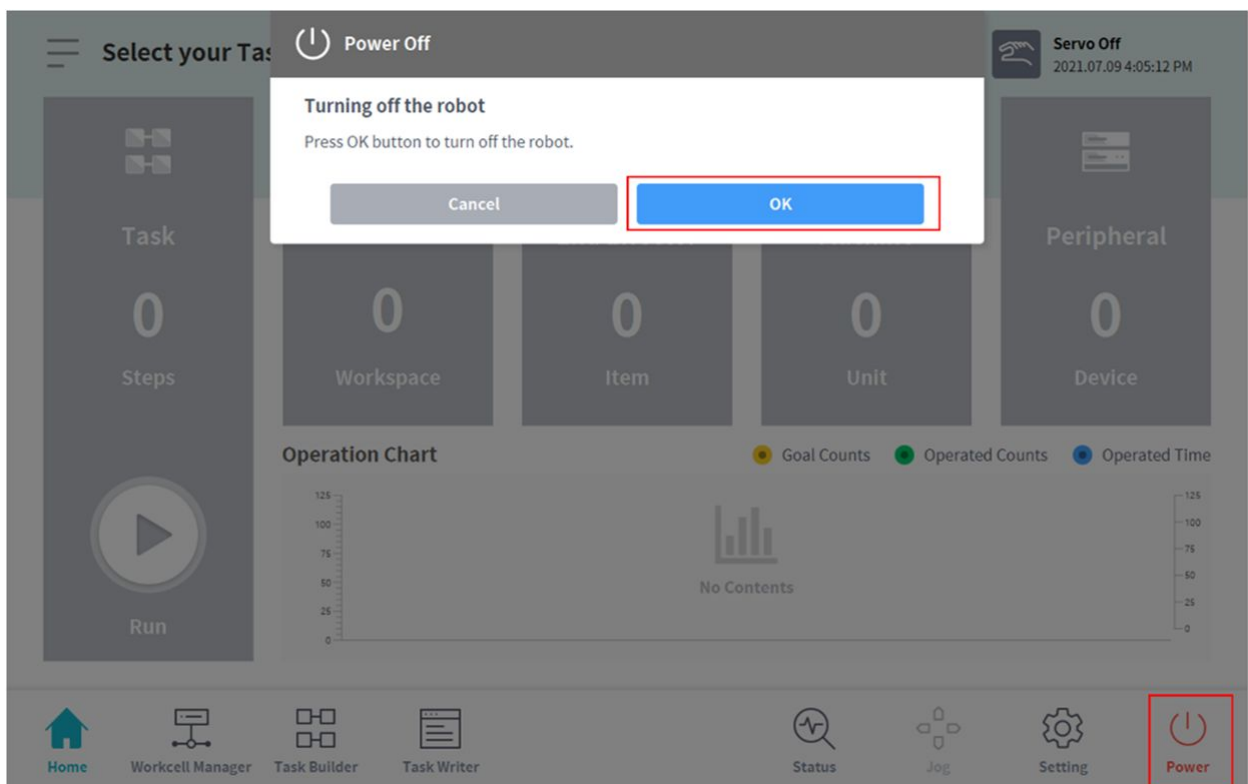 Select your Tas
Power Off
Servo Off
2021.07.09 4:05:12 PM
Turning off the robot
Press OK button to turn off the robot.
Cancel
OK
Task
0
Steps
Run
0
Workspace
0
Item
0
Unit
Peripheral
0
Device
Operation Chart
Goal Counts
Operated Counts
Operated Time
125
100
75
50
25
0
No Contents
125
100
75
50
25
0
Home
Workcell Manager
Task Builder
Task Writer
Status
Jog
Setting
Power